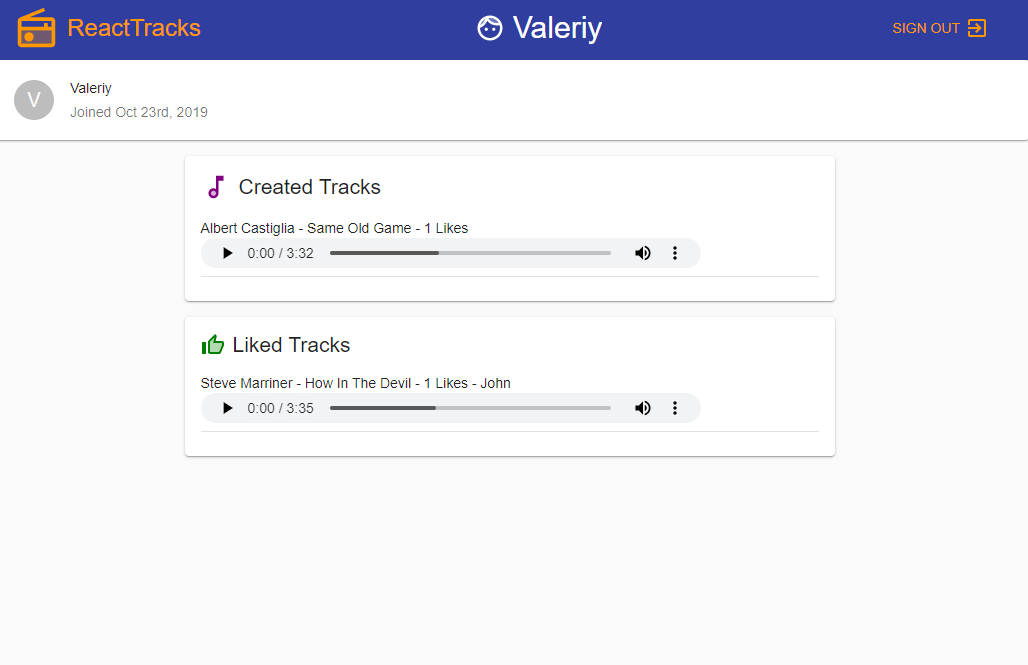 ReactTracks
Valeriy
SIGN OUT
V
Valeriy
Joined Oct 23rd, 2019
Created Tracks
Albert Castiglia - Same Old Game - 1 Likes
0:00 / 3:32
Liked Tracks
Steve Marriner - How In The Devil - 1 Likes - John
0:00 / 3:35